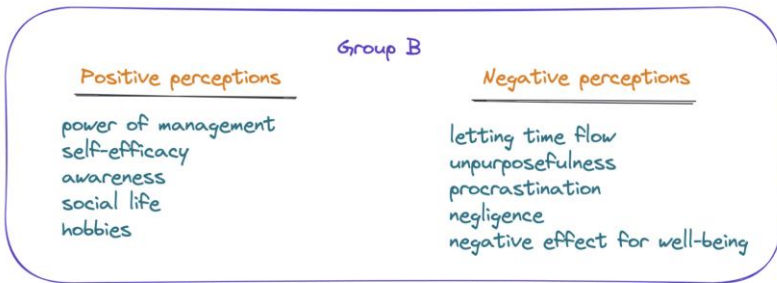 Group B
Positive perceptions
power of management
self-efficacy
awareness
social life
hobbies
Negative perceptions
letting time flow
unpurposefulness
procrastination
negligence
negative effect for well-being